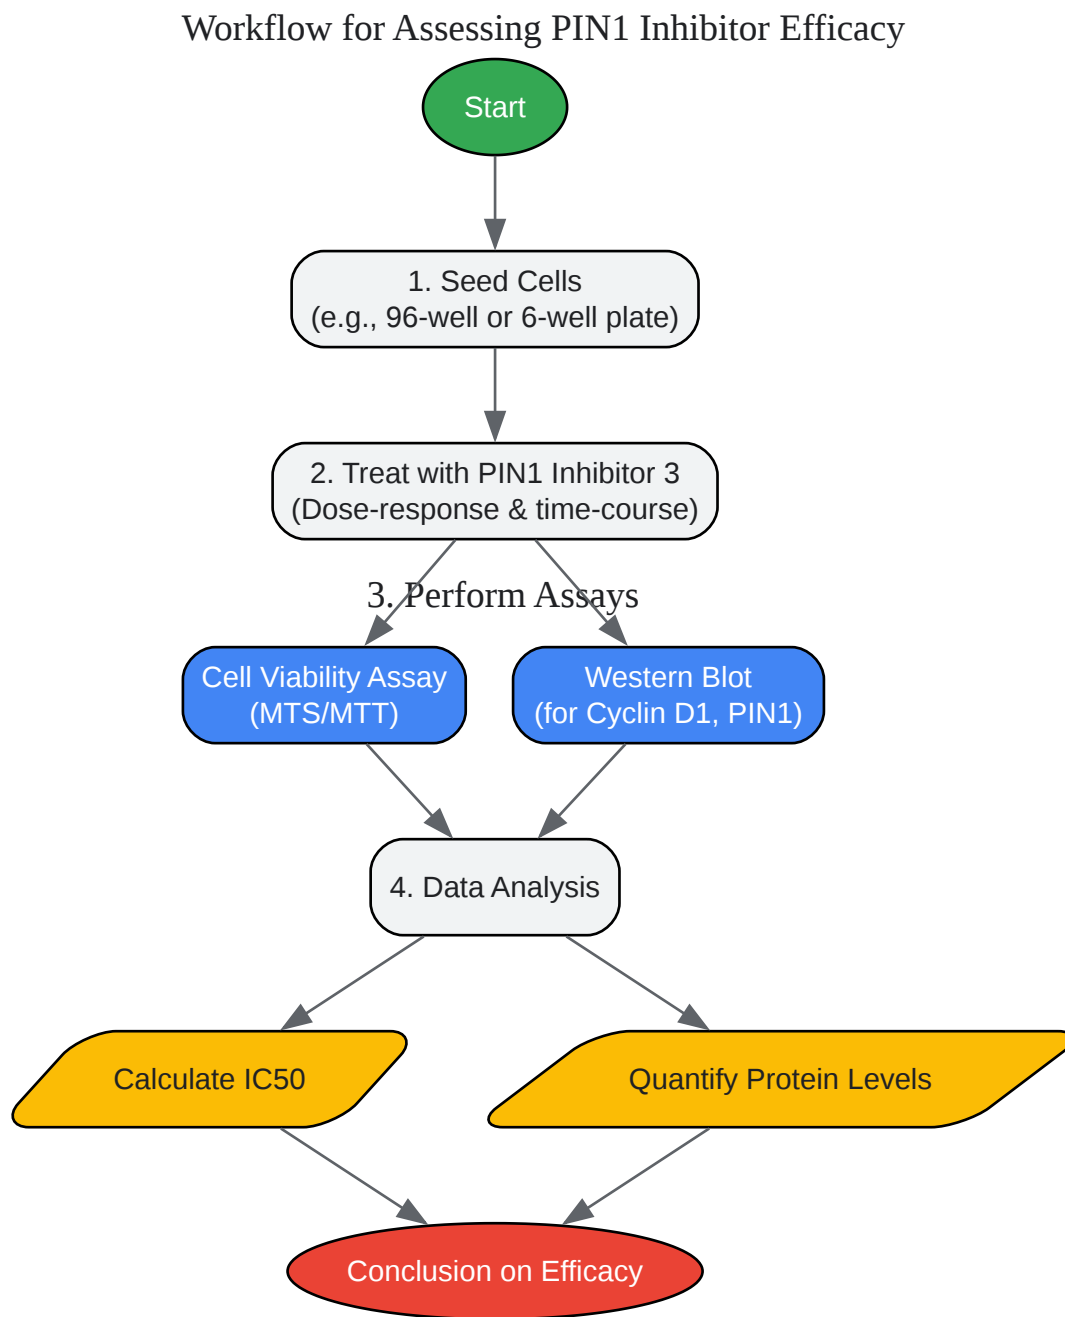 Workflow for Assessing PIN1 Inhibitor Efficacy
Start
1. Seed Cells
(e.g., 96-well or 6-well plate)
2. Treat with PIN1 Inhibitor 3
(Dose-response & time-course)
3. Perform Assays
Cell Viability Assay
(MTS/MTT)
Western Blot
(for Cyclin D1, PIN1)
4. Data Analysis
Calculate IC50
Quantify Protein Levels
Conclusion on Efficacy